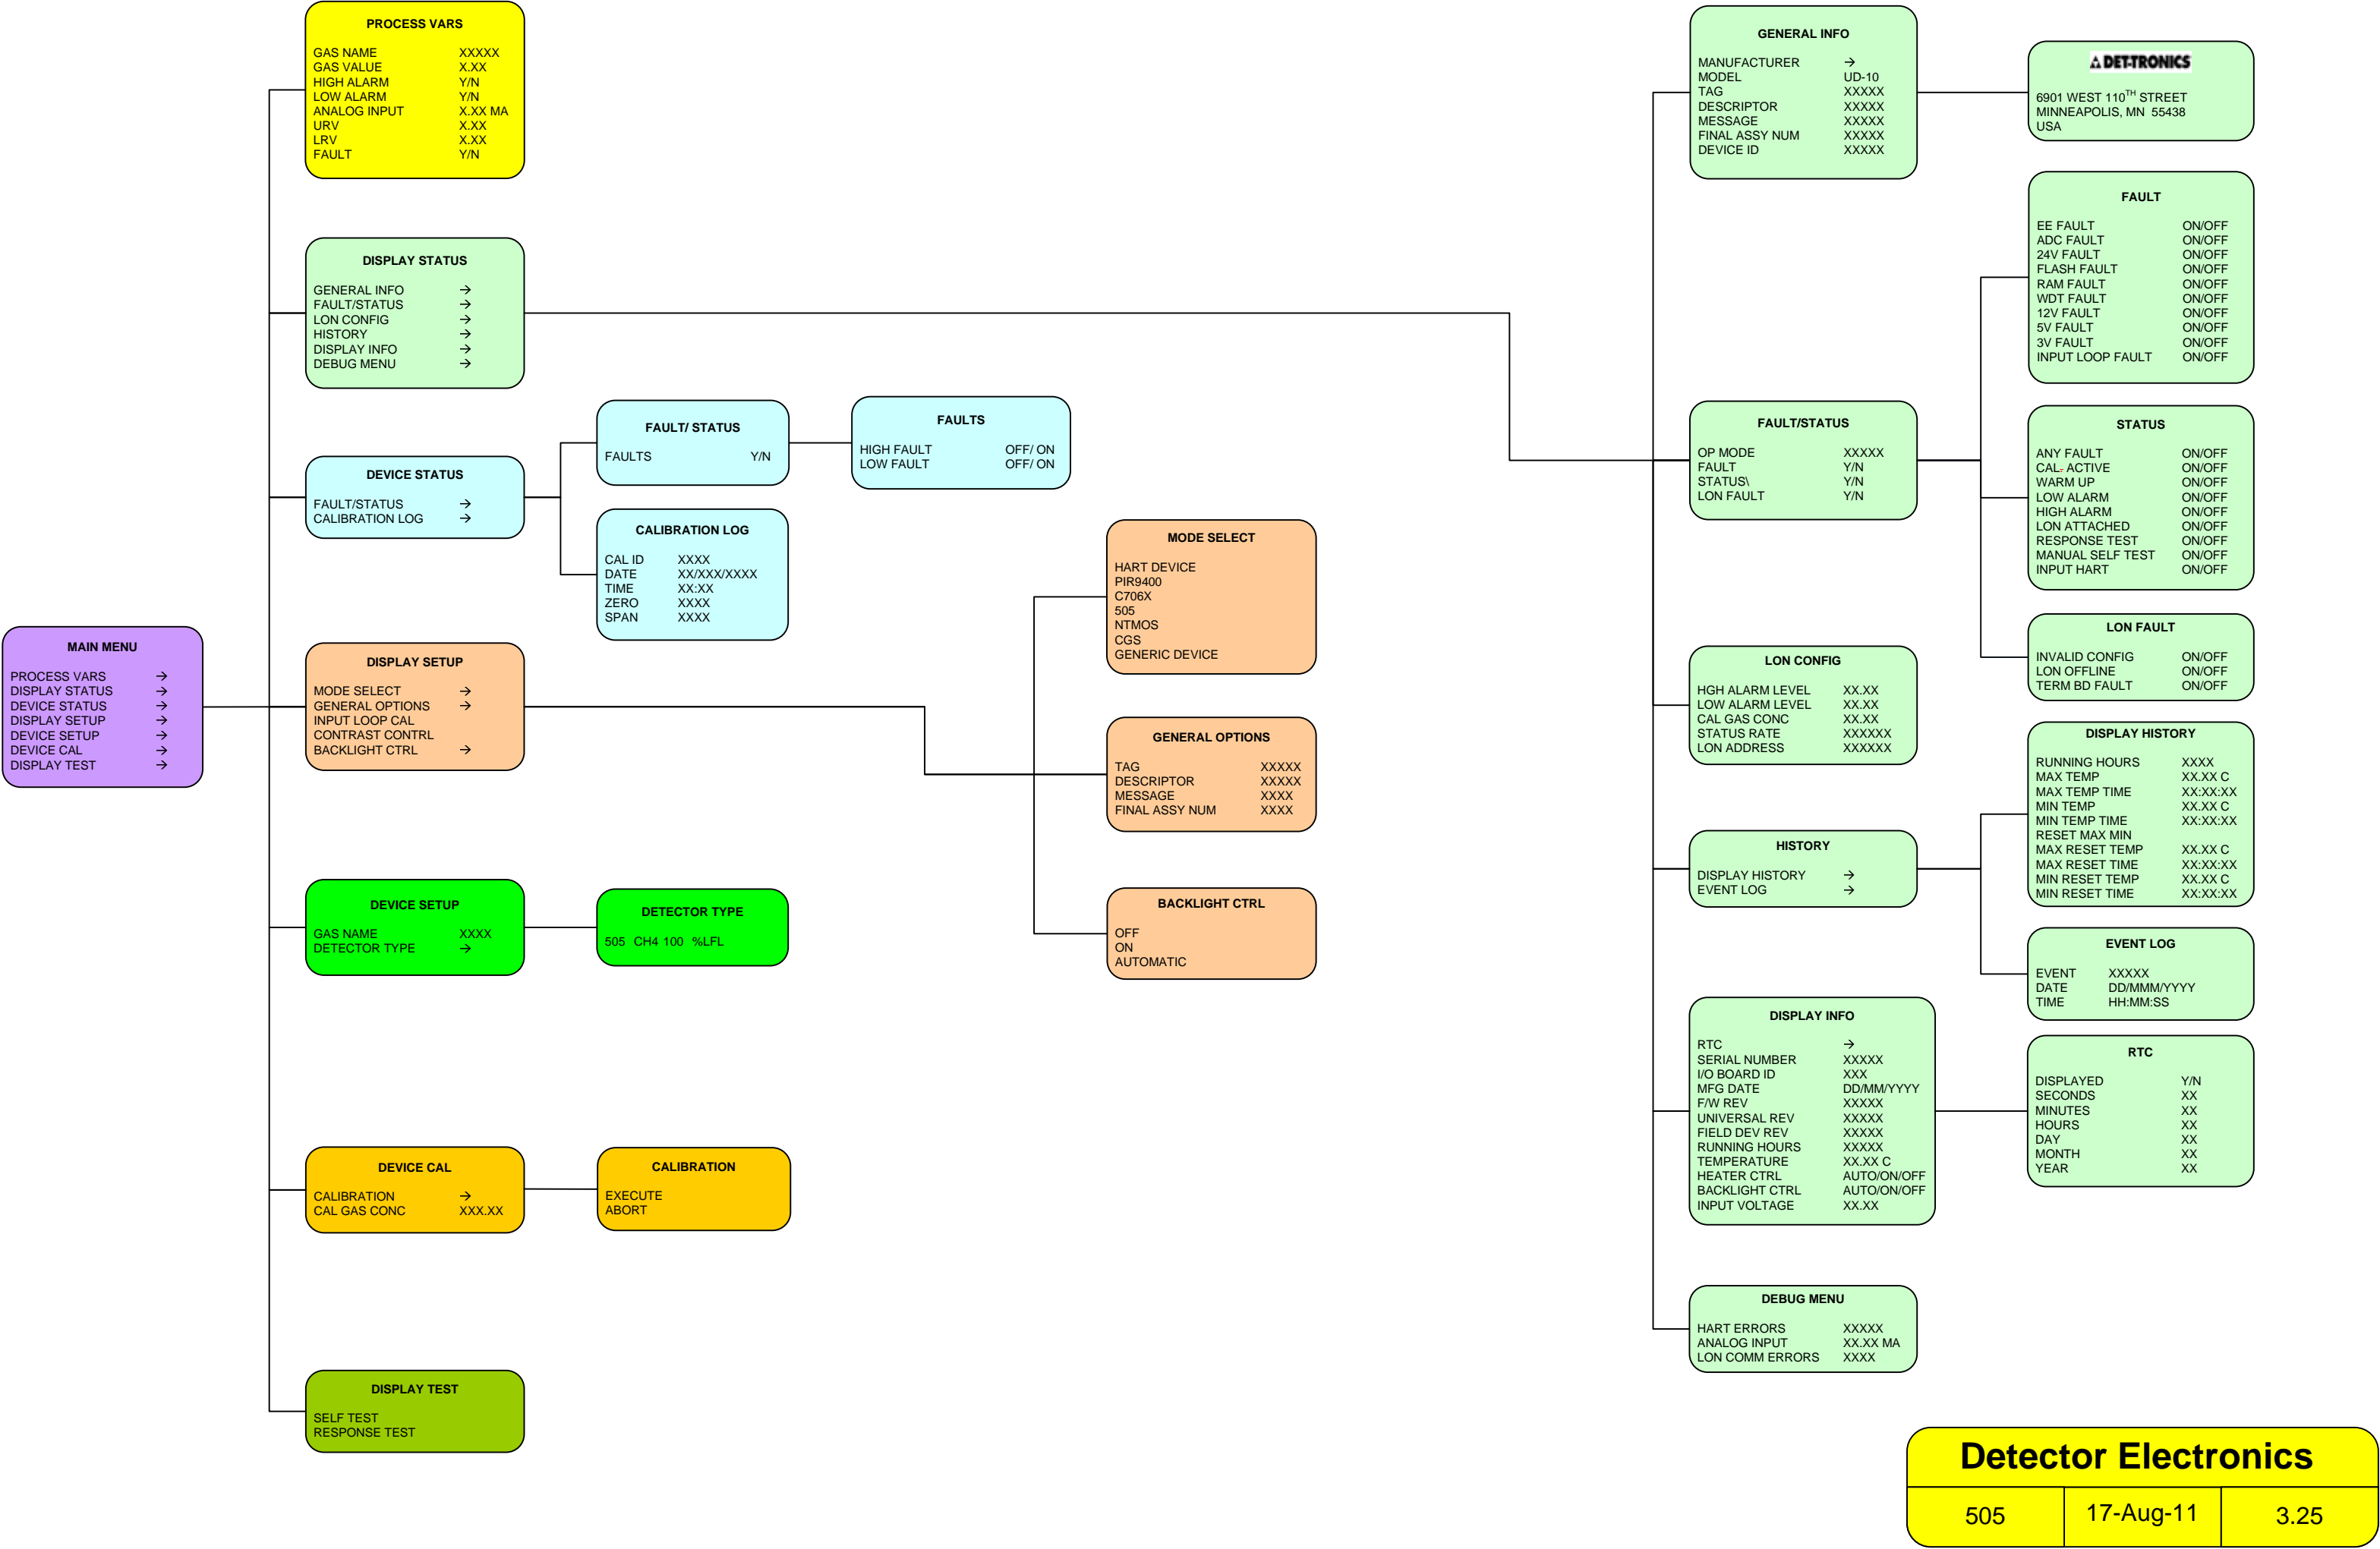 MAIN MENU
PROCESS VARS →
DISPLAY STATUS →
DEVICE STATUS →
DISPLAY SETUP →
DEVICE SETUP →
DEVICE CAL →
DISPLAY TEST →
PROCESS VARS
GAS NAME XXXXX
GAS VALUE X.XX
HIGH ALARM Y/N
LOW ALARM Y/N
ANALOG INPUT X.XX MA
URV X.XX
LRV X.XX
FAULT Y/N
DISPLAY STATUS
GENERAL INFO →
FAULT/STATUS →
LON CONFIG →
HISTORY →
DISPLAY INFO →
DEBUG MENU →
DEVICE STATUS
FAULT/STATUS →
CALIBRATION LOG →
FAULT/ STATUS
FAULTS Y/N
FAULTS
HIGH FAULT OFF/ ON
LOW FAULT OFF/ ON
CALIBRATION LOG
CAL ID XXXX
DATE XX/XXX/XXXX
TIME XX:XX
ZERO XXXX
SPAN XXXX
DISPLAY SETUP
MODE SELECT →
GENERAL OPTIONS →
INPUT LOOP CAL
CONTRAST CONTRL
BACKLIGHT CTRL →
MODE SELECT
HART DEVICE
PIR9400
C706X
505
NTMOS
CGS
GENERIC DEVICE
GENERAL OPTIONS
TAG XXXXX
DESCRIPTOR XXXXX
MESSAGE XXXX
FINAL ASSY NUM XXXX
BACKLIGHT CTRL
OFF
ON
AUTOMATIC
DEVICE SETUP
GAS NAME XXXX
DETECTOR TYPE →
DETECTOR TYPE
505 CH4 100 %LFL
DEVICE CAL
CALIBRATION →
CAL GAS CONC XXX.XX
CALIBRATION
EXECUTE
ABORT
DISPLAY TEST
SELF TEST
RESPONSE TEST
GENERAL INFO
MANUFACTURER →
MODEL UD-10
TAG XXXXX
DESCRIPTOR XXXXX
MESSAGE XXXXX
FINAL ASSY NUM XXXXX
DEVICE ID XXXXX
DET-TRONICS
6901 WEST 110TH STREET
MINNEAPOLIS, MN 55438
USA
FAULT/STATUS
OP MODE XXXXX
FAULT Y/N
STATUS\ Y/N
LON FAULT Y/N
FAULT
EE FAULT ON/OFF
ADC FAULT ON/OFF
24V FAULT ON/OFF
FLASH FAULT ON/OFF
RAM FAULT ON/OFF
WDT FAULT ON/OFF
12V FAULT ON/OFF
5V FAULT ON/OFF
3V FAULT ON/OFF
INPUT LOOP FAULT ON/OFF
STATUS
ANY FAULT ON/OFF
CAL. ACTIVE ON/OFF
WARM UP ON/OFF
LOW ALARM ON/OFF
HIGH ALARM ON/OFF
LON ATTACHED ON/OFF
RESPONSE TEST ON/OFF
MANUAL SELF TEST ON/OFF
INPUT HART ON/OFF
LON FAULT
INVALID CONFIG ON/OFF
LON OFFLINE ON/OFF
TERM BD FAULT ON/OFF
LON CONFIG
HGH ALARM LEVEL XX.XX
LOW ALARM LEVEL XX.XX
CAL GAS CONC XX.XX
STATUS RATE XXXXXX
LON ADDRESS XXXXXX
HISTORY
DISPLAY HISTORY →
EVENT LOG →
DISPLAY HISTORY
RUNNING HOURS XXXX
MAX TEMP XX.XX C
MAX TEMP TIME XX:XX:XX
MIN TEMP XX.XX C
MIN TEMP TIME XX:XX:XX
RESET MAX MIN
MAX RESET TEMP XX.XX C
MAX RESET TIME XX:XX:XX
MIN RESET TEMP XX.XX C
MIN RESET TIME XX:XX:XX
EVENT LOG
EVENT XXXXX
DATE DD/MMM/YYYY
TIME HH:MM:SS
DISPLAY INFO
RTC →
SERIAL NUMBER XXXXX
I/O BOARD ID XXX
MFG DATE DD/MM/YYYY
F/W REV XXXXX
UNIVERSAL REV XXXXX
FIELD DEV REV XXXXX
RUNNING HOURS XXXXX
TEMPERATURE XX.XX C
HEATER CTRL AUTO/ON/OFF
BACKLIGHT CTRL AUTO/ON/OFF
INPUT VOLTAGE XX.XX
RTC
DISPLAYED Y/N
SECONDS XX
MINUTES XX
HOURS XX
DAY XX
MONTH XX
YEAR XX
DEBUG MENU
HART ERRORS XXXXX
ANALOG INPUT XX.XX MA
LON COMM ERRORS XXXX
Detector Electronics
505 17-Aug-11 3.25